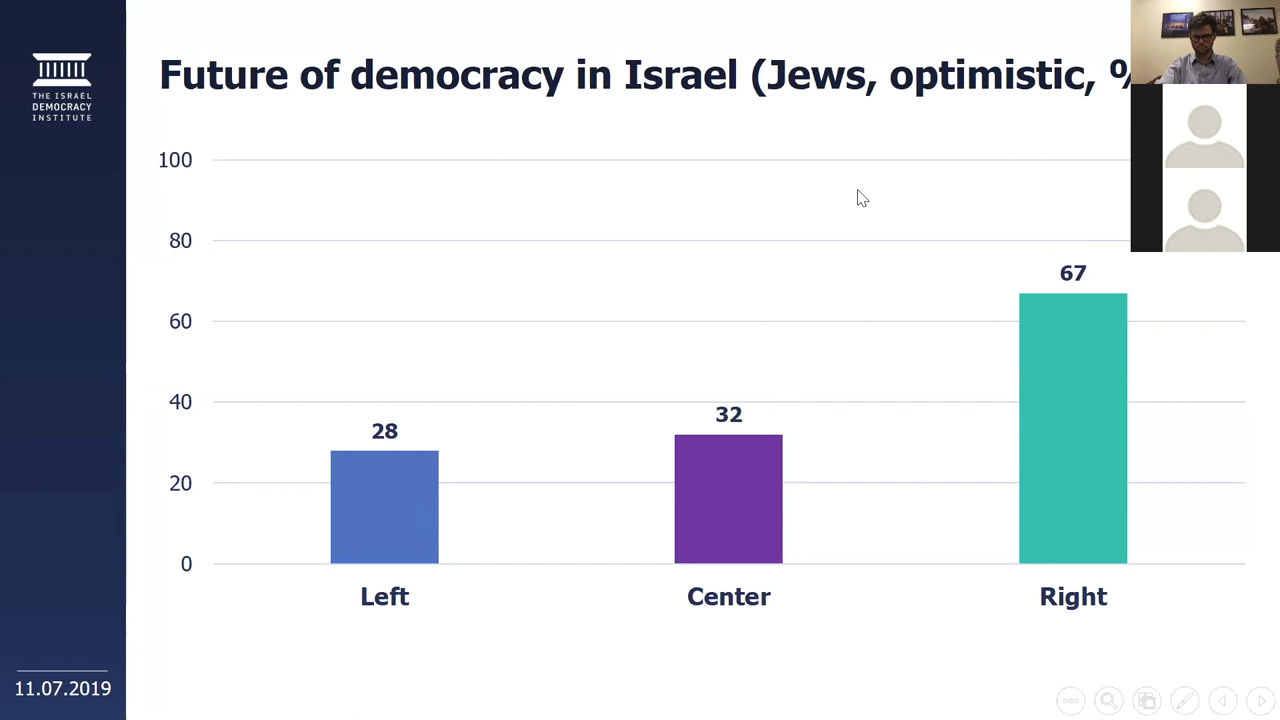 THE ISRAEL
DEMOCRACY
INSTITUTE
Future of democracy in Israel (Jews, optimistic, %
100
80
60
40
20
0
28
32
67
Left
Center
Right
11.07.2019